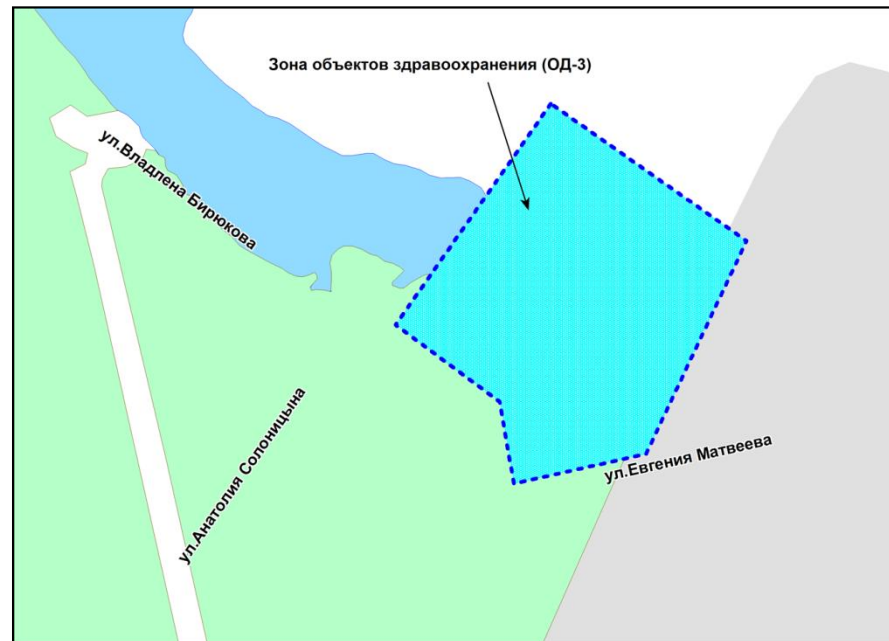 Зона объектов здравоохранения (ОД-3)
ул.Владлена Бирюкова
ул.Анатолия Солоницына
ул.Евгения Матвеева